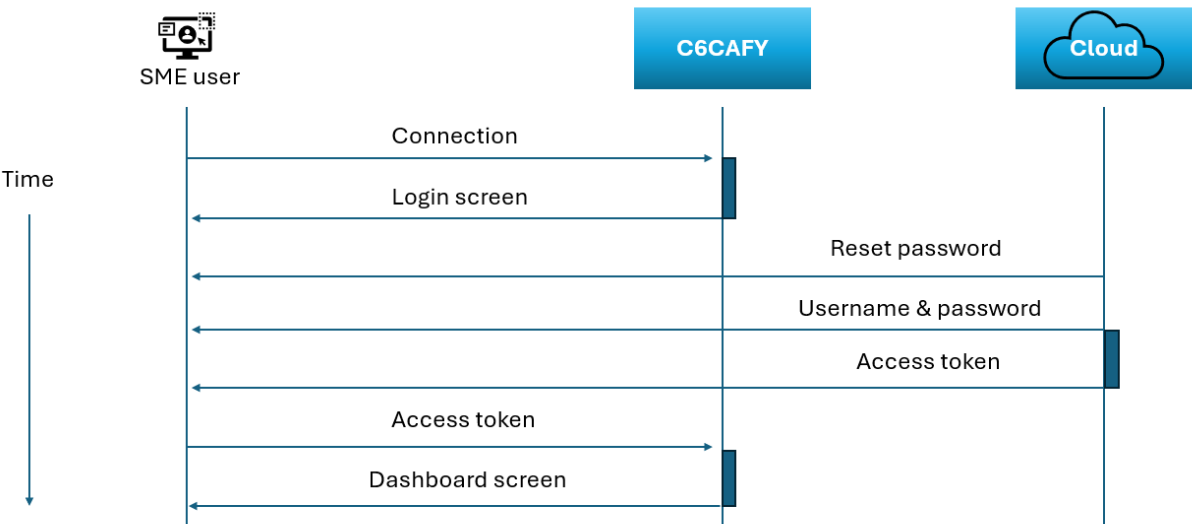 SME user
C6CAFY
Cloud
Connection
Time
Login screen
Reset password
Username & password
Access token
Access token
Dashboard screen